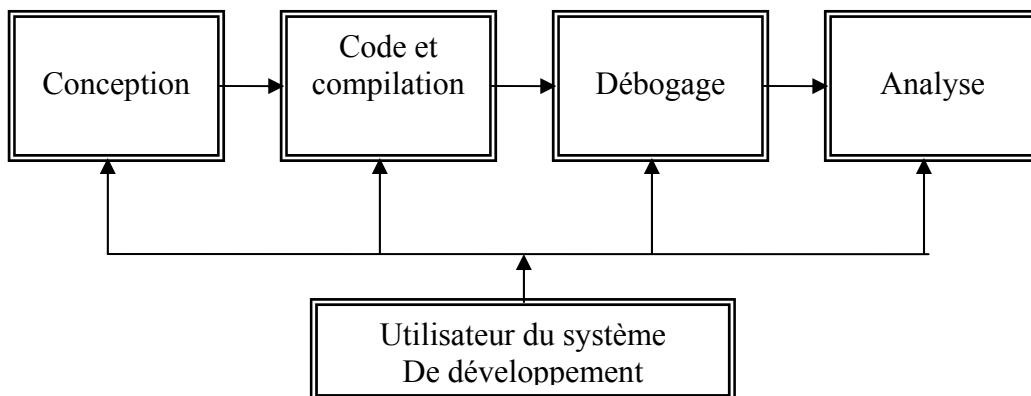 Conception
Code et
compilation
Débogage
Analyse
Utilisateur du système
De développement